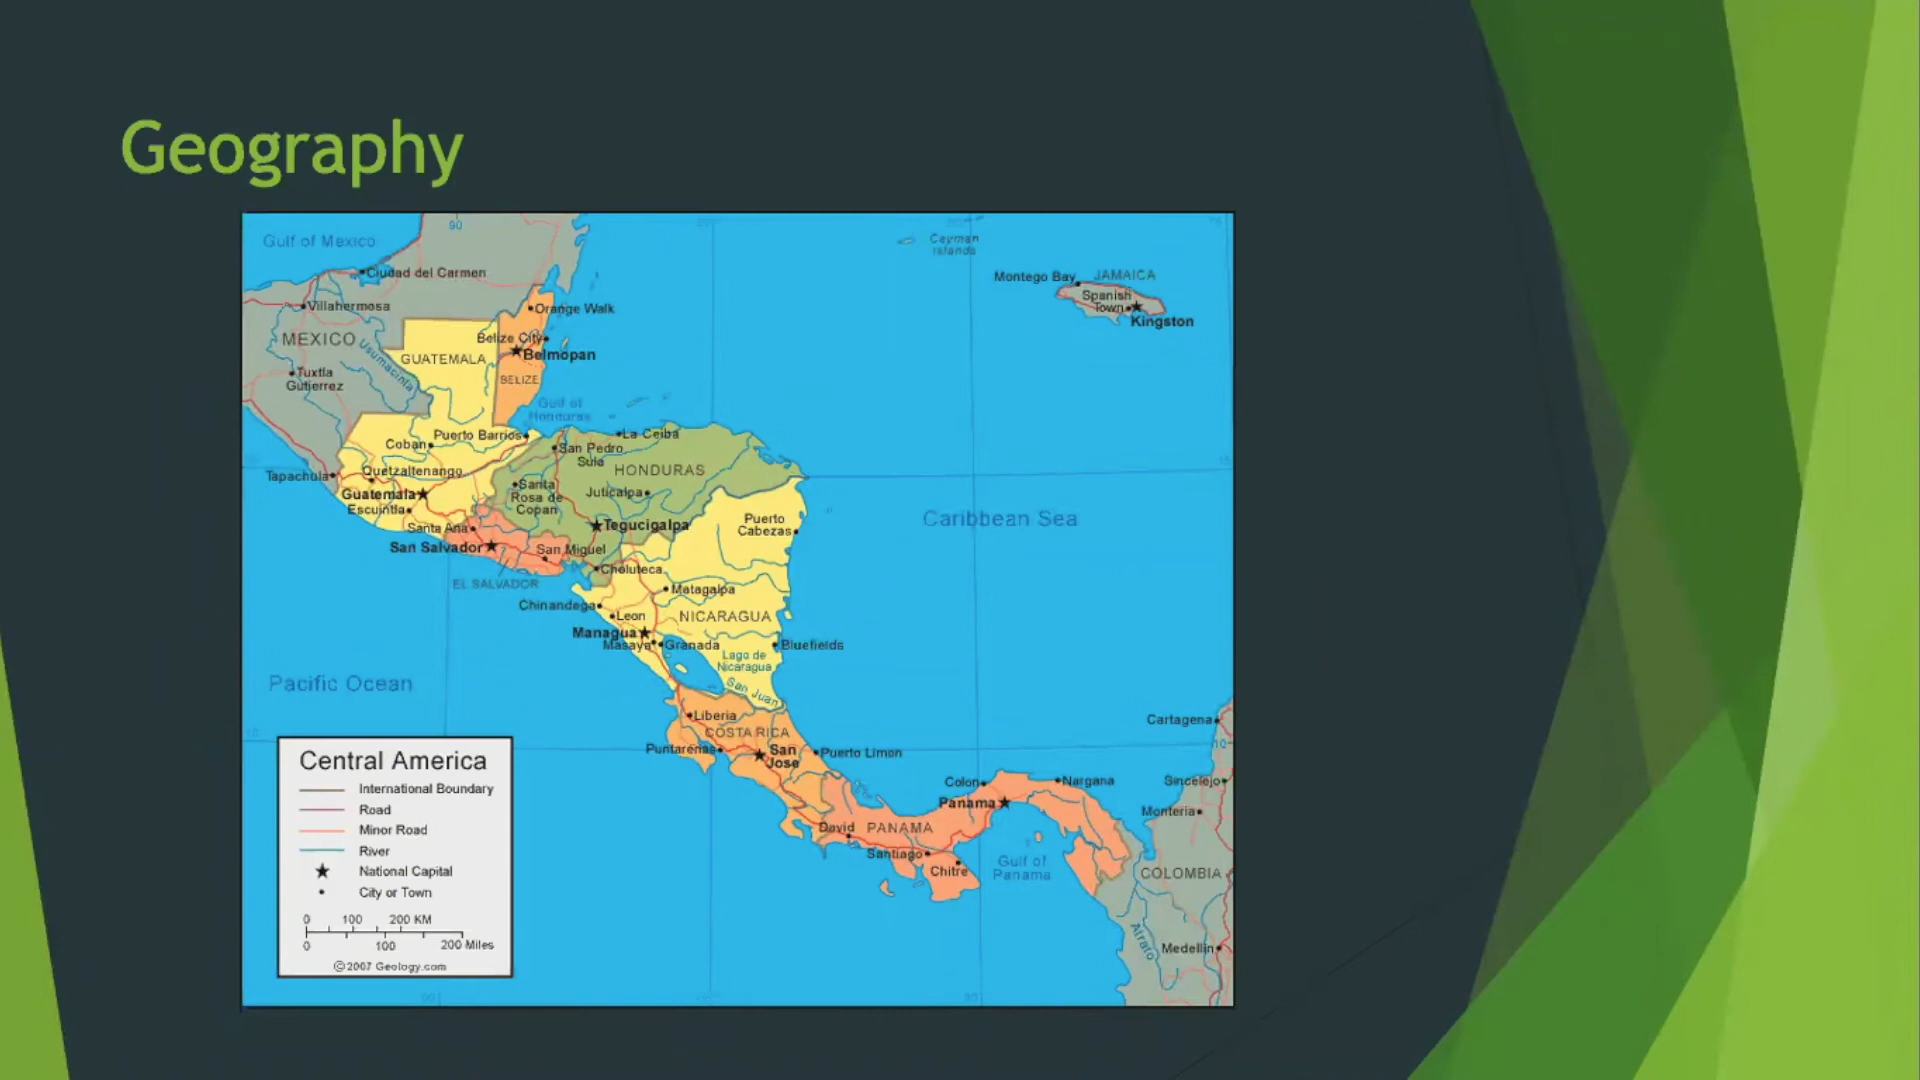 Geography
90
Gulf of Mexico
Cayman
Islands
Ciudad del Carmen
Montego Bay
JAMAICA
Spanish
Town
Kingston
Villahermosa
Orange Walk
MEXICO
Usumacinta
Belize City
Belmopan
GUATEMALA
BELIZE
Tuxtla
Gutierrez
Gulf of
Honduras
Coban
Puerto Barrios
La Ceiba
San Pedro
Sula
HONDURAS
Tapachula
Quetzaltenango
Santa
Rosa de
Copan
Juticalpa
Guatemala
Escuintla
Santa Ana
Tegucigalpa
Puerto
Cabezas
Caribbean Sea
San Salvador
San Miguel
Choluteca
EL SALVADOR
Matagalpa
Chinandega
Leon
NICARAGUA
Managua
Masaya
Granada
Bluefields
Lago de
Nicaragua
San Juan
Pacific Ocean
Liberia
COSTA RICA
Puntarenas
San
Jose
Puerto Limon
Cartagena
10
Colon
Nargana
Sincelejo
Panama
Monteria
David
PANAMA
Santiago
Chitre
Gulf of
Panama
COLOMBIA
Atrato
Medellin
Central America
International Boundary
Road
Minor Road
River
National Capital
City or Town
0 100 200 KM
0 100 200 Miles
©2007 Geology.com